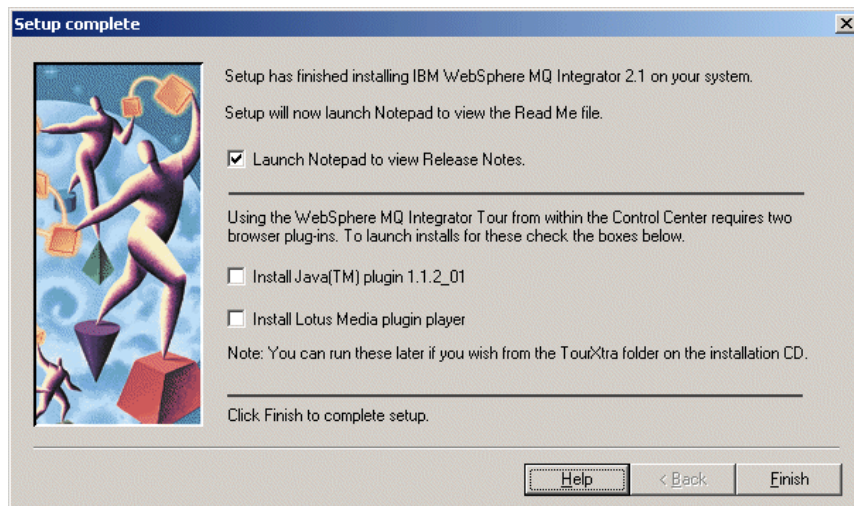 Setup complete
Setup has finished installing IBM WebSphere MQ Integrator 2.1 on your system.
Setup will now launch Notepad to view the Read Me file.
Launch Notepad to view Release Notes.
Using the WebSphere MQ Integrator Tour from within the Control Center requires two
browser plug-ins. To launch installs for these check the boxes below.
Install Java(TM) plugin 1.1.2_01
Install Lotus Media plugin player
Note: You can run these later if you wish from the TourXtra folder on the installation CD.
Click Finish to complete setup.
Help
< Back
Finish